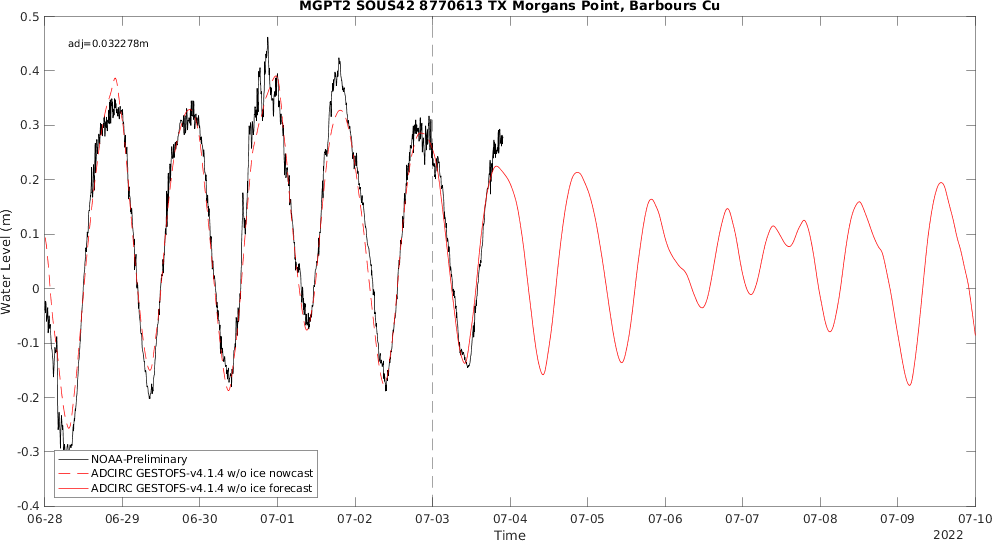 MGPT2 SOUS42 8770613 TX Morgans Point, Barbours Cu
adj=0.032278m
0.5
0.4
0.3
0.2
0.1
0
-0.1
-0.2
-0.3
-0.4
Water Level (m)
NOAA-Preliminary
ADCIRC GESTOFS-v4.1.4 w/o ice nowcast
ADCIRC GESTOFS-v4.1.4 w/o ice forecast
06-28 06-29 06-30 07-01 07-02 07-03 07-04 07-05 07-06 07-07 07-08 07-09 07-10
Time
2022